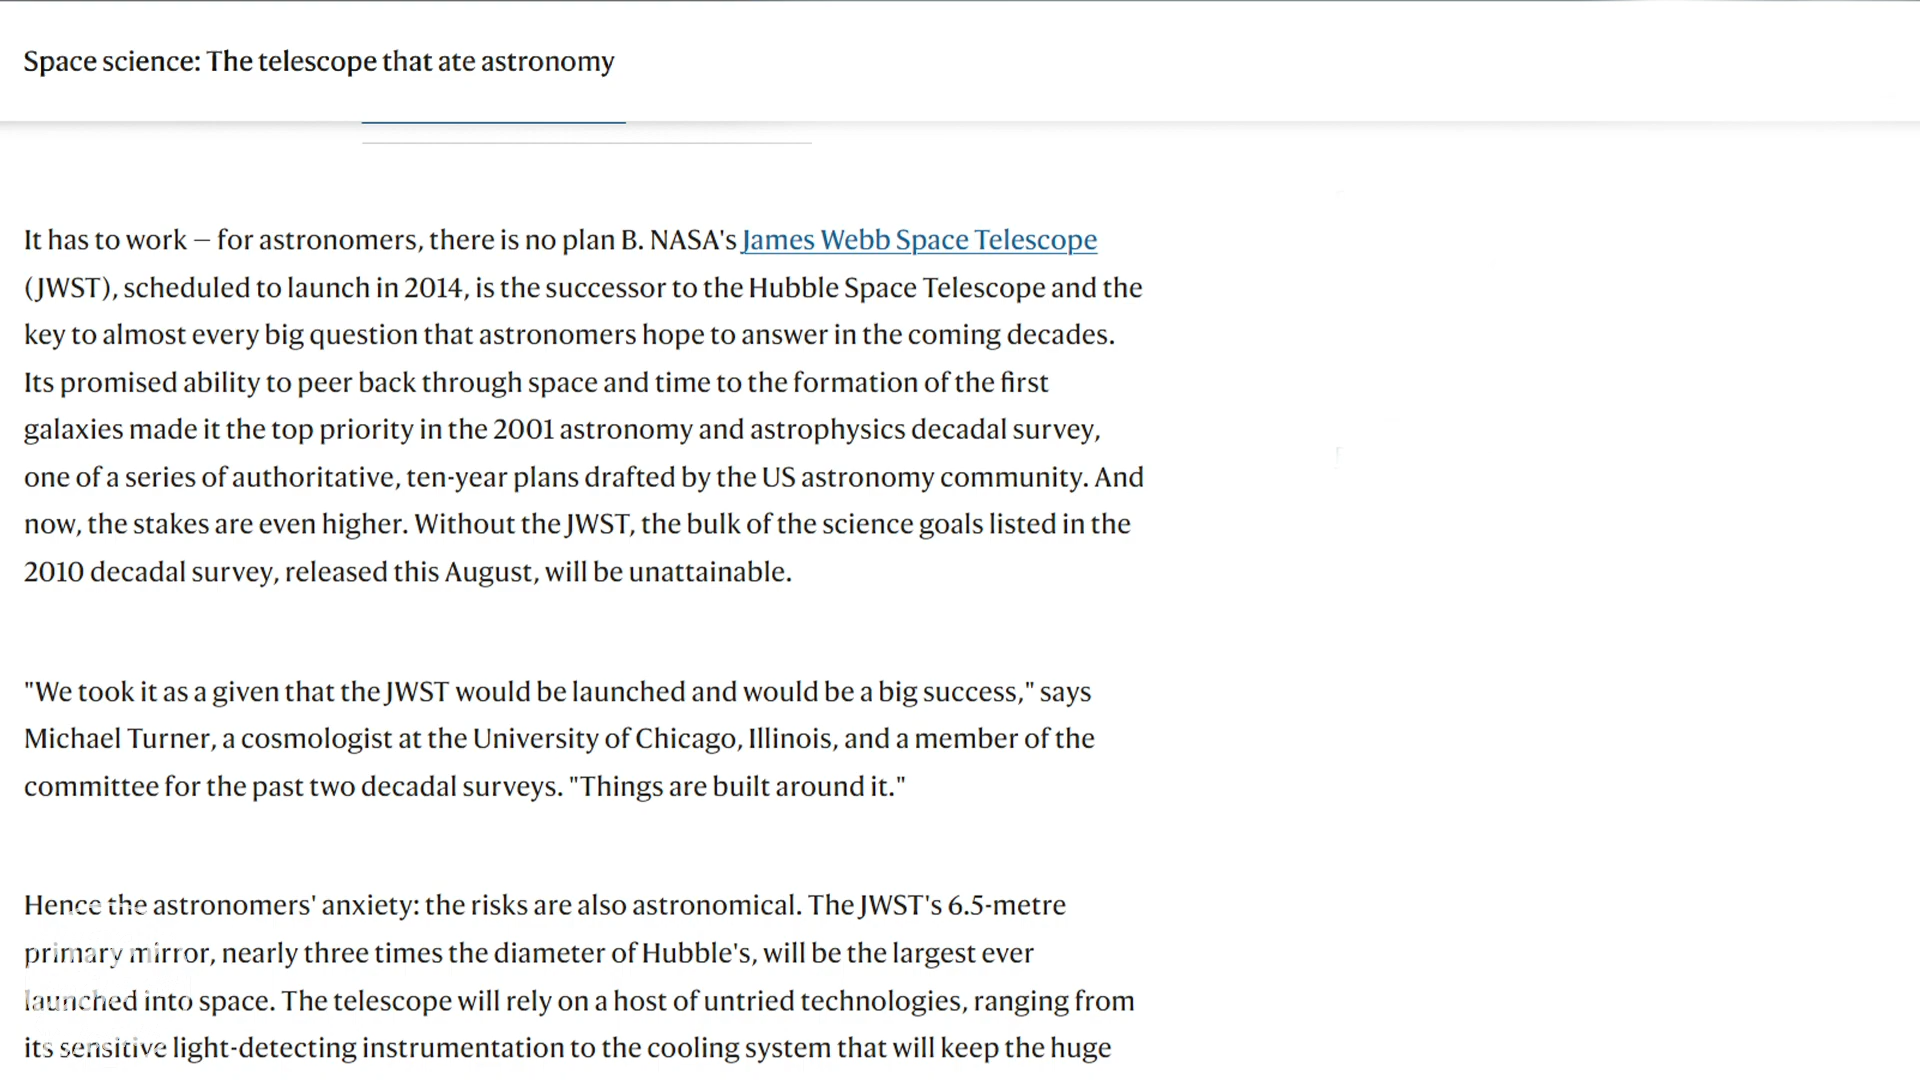 Space science: The telescope that ate astronomy
It has to work – for astronomers, there is no plan B. NASA's James Webb Space Telescope
(JWST), scheduled to launch in 2014, is the successor to the Hubble Space Telescope and the
key to almost every big question that astronomers hope to answer in the coming decades.
Its promised ability to peer back through space and time to the formation of the first
galaxies made it the top priority in the 2001 astronomy and astrophysics decadal survey,
one of a series of authoritative, ten-year plans drafted by the US astronomy community. And
now, the stakes are even higher. Without the JWST, the bulk of the science goals listed in the
2010 decadal survey, released this August, will be unattainable.
"We took it as a given that the JWST would be launched and would be a big success," says
Michael Turner, a cosmologist at the University of Chicago, Illinois, and a member of the
committee for the past two decadal surveys. "Things are built around it."
Hence the astronomers' anxiety: the risks are also astronomical. The JWST's 6.5-metre
primary mirror, nearly three times the diameter of Hubble's, will be the largest ever
launched into space. The telescope will rely on a host of untried technologies, ranging from
its sensitive light-detecting instrumentation to the cooling system that will keep the huge